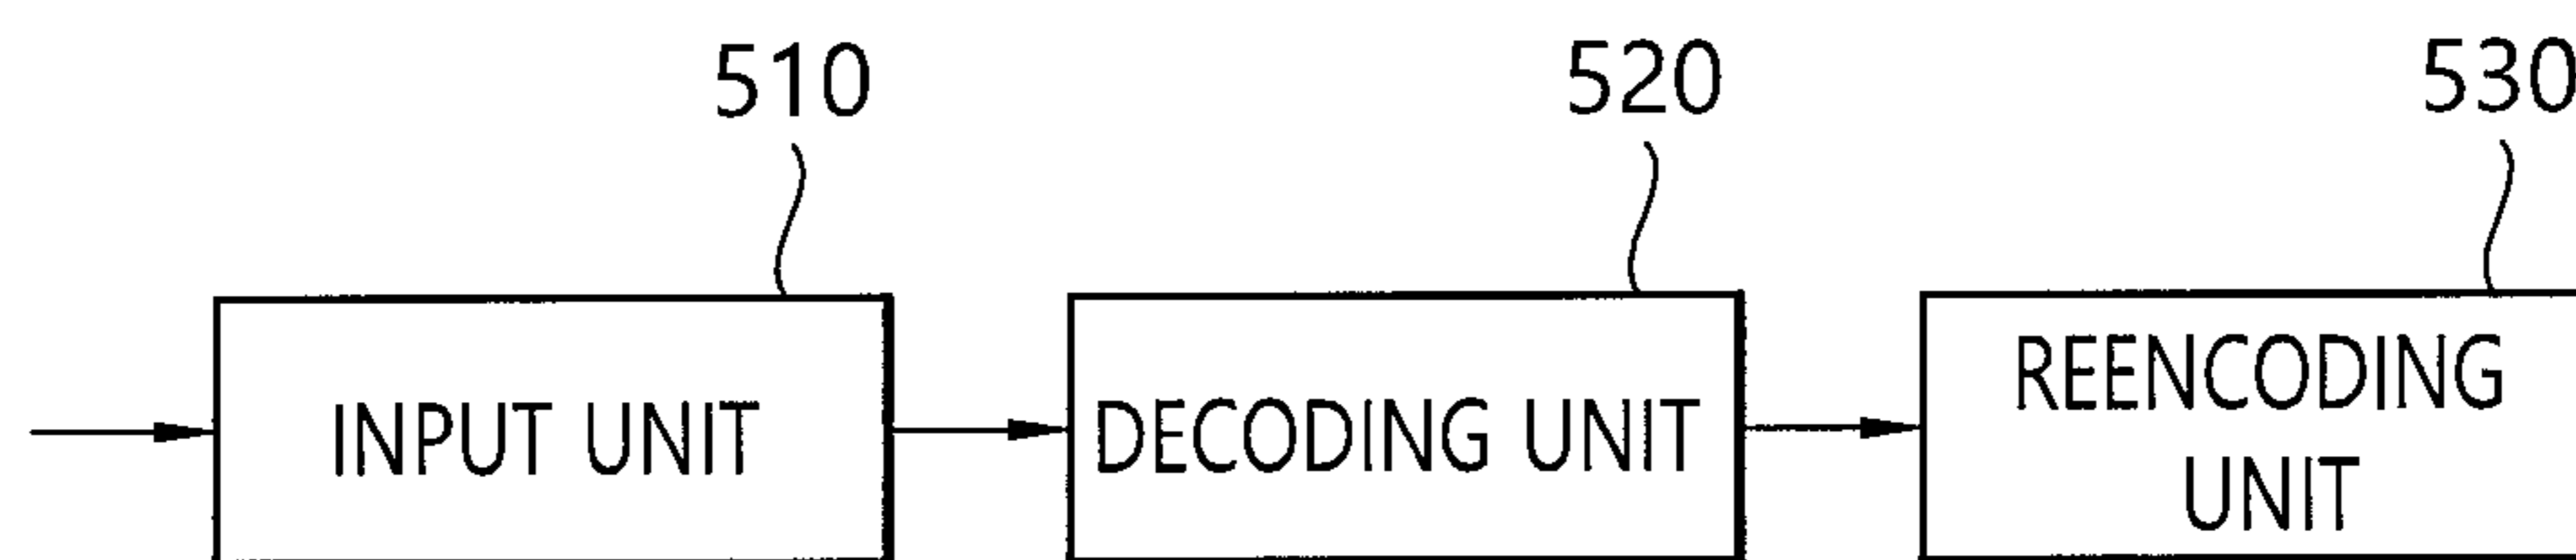 510
520
530
INPUT UNIT
DECODING UNIT
REENCODING
UNIT